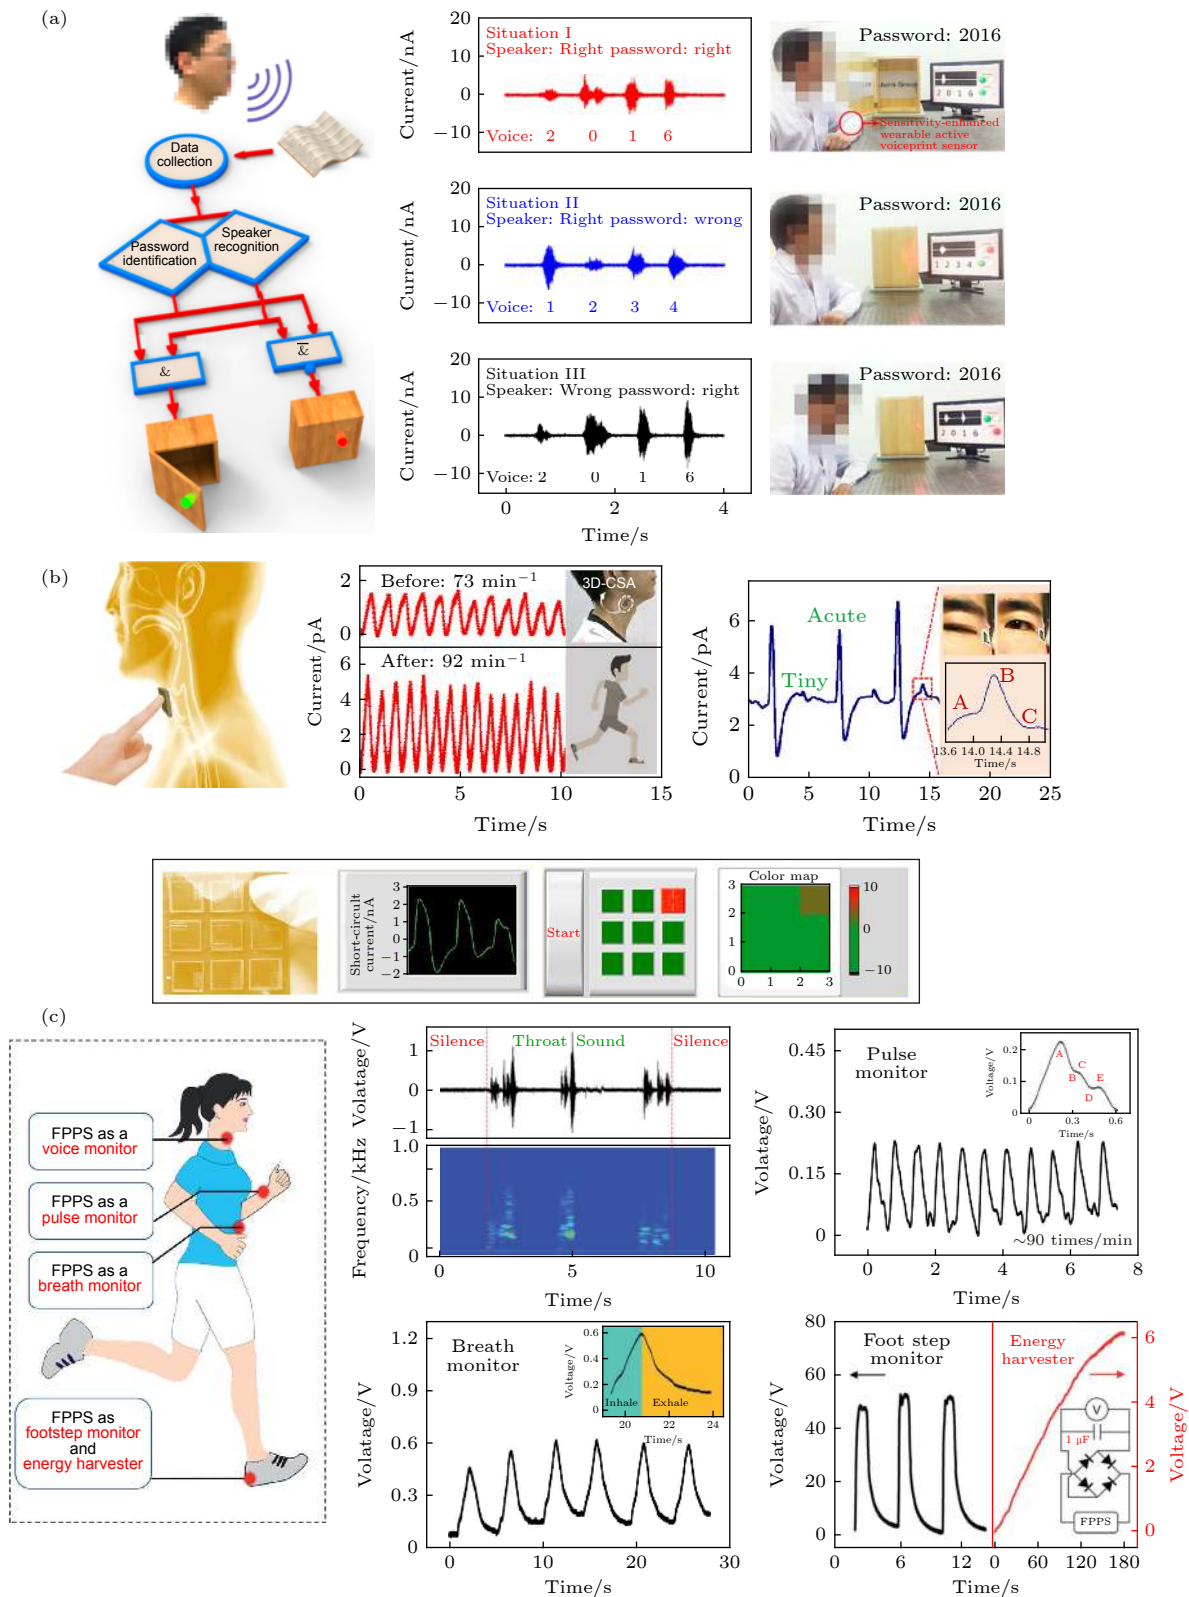 (a)
Data
collection
Password
identification
Speaker
recognition
&
&
Current/nA
20
10
0
−10
Situation I
Speaker: Right password: right
Voice: 2 0 1 6
Password: 2016
2 0 1 6
Sensitivity-enhanced
wearable active
voiceprint sensor
Current/nA
20
10
0
−10
Situation II
Speaker: Right password: wrong
Voice: 1 2 3 4
Password: 2016
1 2 3 4
Current/nA
20
10
0
−10
Situation III
Speaker: Wrong password: right
Voice: 2 0 1 6
0 2 4
Time/s
Password: 2016
2 0 1 6
(b)
Current/pA
2
0
Before: 73 min−1
3D-CSA
6
4
2
0
After: 92 min−1
0 5 10 15
Time/s
Current/pA
6
4
2
0
Acute
Tiny
A
B
C
13.6 14.0 14.4 14.8
Time/s
0 5 10 15 20 25
Time/s
Short-circult
current/nA
3
2
1
0
−1
−2
Start
Color map
3
2
1
0
0 1 2 3
10
0
−10
(c)
FPPS as a
voice monitor
FPPS as a
pulse monitor
FPPS as a
breath monitor
FPPS as
footstep monitor
and
energy harvester
Volatage/V
1
0
−1
Silence Throat Sound Silence
Frequency/kHz
1.0
0.5
0
0 5 10
Time/s
Volatage/V
0.45
0.30
0.15
0
Pulse
monitor
Voltage/V
0.2
0.1
0
A
B
C
D
E
0 0.3 0.6
Time/s
~90 times/min
0 2 4 6 8
Time/s
Volatage/V
1.2
0.9
0.6
0.3
0
Breath
monitor
Voltage/V
0.6
0.4
0.2
0
Inhale Exhale
20 22 24
Time/s
0 10 20 30
Time/s
Volatage/V
80
60
40
20
0
Foot step
monitor
Energy
harvester
V
1 μF
FPPS
6
4
2
0
Voltage/V
0 6 12 0 60 120 180
Time/s Time/s